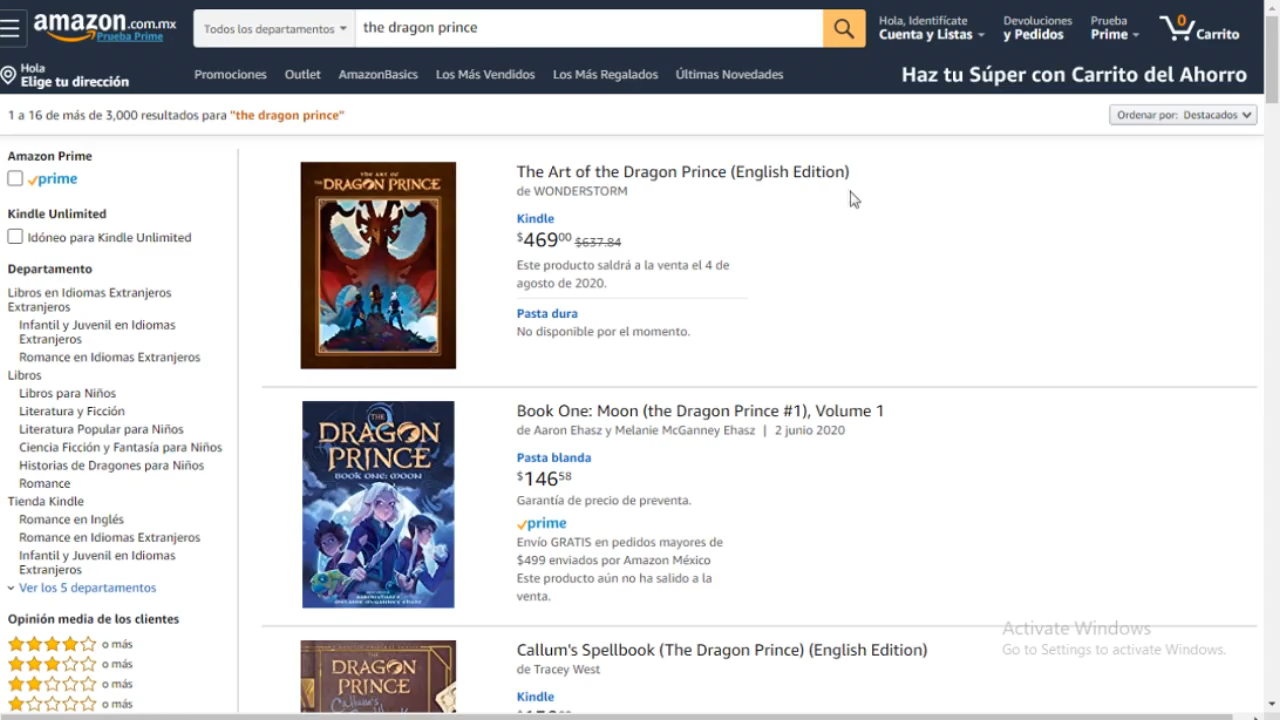 amazon.com.mx
Prueba Prime
Todos los departamentos
the dragon prince
Hola, Identifícate
Cuenta y Listas
Devoluciones
y Pedidos
Prueba
Prime
0
Carrito
Hola
Elige tu dirección
Promociones
Outlet
AmazonBasics
Los Más Vendidos
Los Más Regalados
Últimas Novedades
Haz tu Súper con Carrito del Ahorro
1 a 16 de más de 3,000 resultados para "the dragon prince"
Ordenar por: Destacados
Amazon Prime
prime
Kindle Unlimited
Idóneo para Kindle Unlimited
Departamento
Libros en Idiomas Extranjeros
Extranjeros
Infantil y Juvenil en Idiomas
Extranjeros
Romance en Idiomas Extranjeros
Libros
Libros para Niños
Literatura y Ficción
Literatura Popular para Niños
Ciencia Ficción y Fantasía para Niños
Historias de Dragones para Niños
Romance
Tienda Kindle
Romance en Inglés
Romance en Idiomas Extranjeros
Infantil y Juvenil en Idiomas
Extranjeros
Ver los 5 departamentos
Opinión media de los clientes
o más
o más
o más
o más
THE ART OF
THE DRAGON PRINCE
The Art of the Dragon Prince (English Edition)
de WONDERSTORM
Kindle
$469.00 $637.84
Este producto saldrá a la venta el 4 de
agosto de 2020.
Pasta dura
No disponible por el momento.
THE
DRAGON
PRINCE
BOOK ONE: MOON
Book One: Moon (the Dragon Prince #1), Volume 1
de Aaron Ehasz y Melanie McGanney Ehasz | 2 junio 2020
Pasta blanda
$146.58
Garantía de precio de preventa.
prime
Envío GRATIS en pedidos mayores de
$499 enviados por Amazon México
Este producto aún no ha salido a la
venta.
THE
DRAGON
PRINCE
Callum's
Callum's Spellbook (The Dragon Prince) (English Edition)
de Tracey West
Kindle
Activate Windows
Go to Settings to activate Windows.